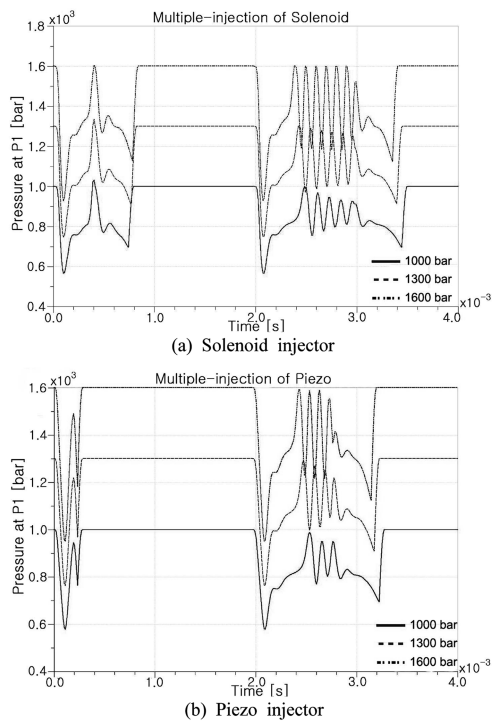 Multiple-injection of Solenoid
1.8 x10³
1.6
1.4
1.2
1.0
0.8
0.6
0.4
Pressure at P1 [bar]
1000 bar
1300 bar
1600 bar
0.0 1.0 2.0 3.0 4.0
x10⁻³
Time [s]
(a) Solenoid injector
Multiple-injection of Piezo
1.6 x10³
1.4
1.2
1.0
0.8
0.6
0.4
Pressure at P1 [bar]
1000 bar
1300 bar
1600 bar
0.0 1.0 2.0 3.0 4.0
x10⁻³
Time [s]
(b) Piezo injector